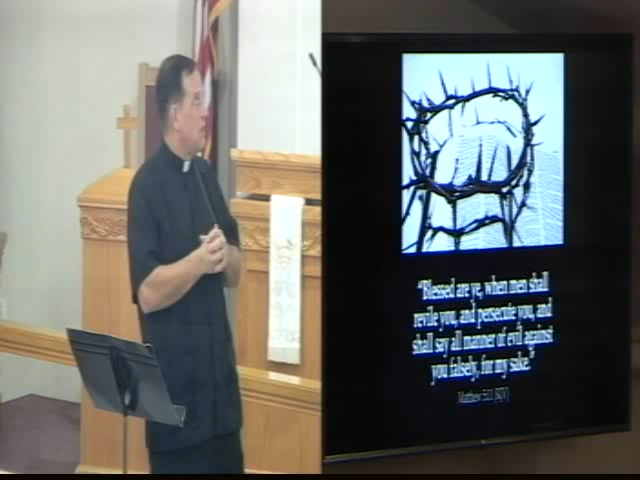 "Blessed are ye, when men shall
revile you, and persecute you, and
shall say all manner of evil against
you falsely, for my sake."
Matthew 5:11 (KJV)